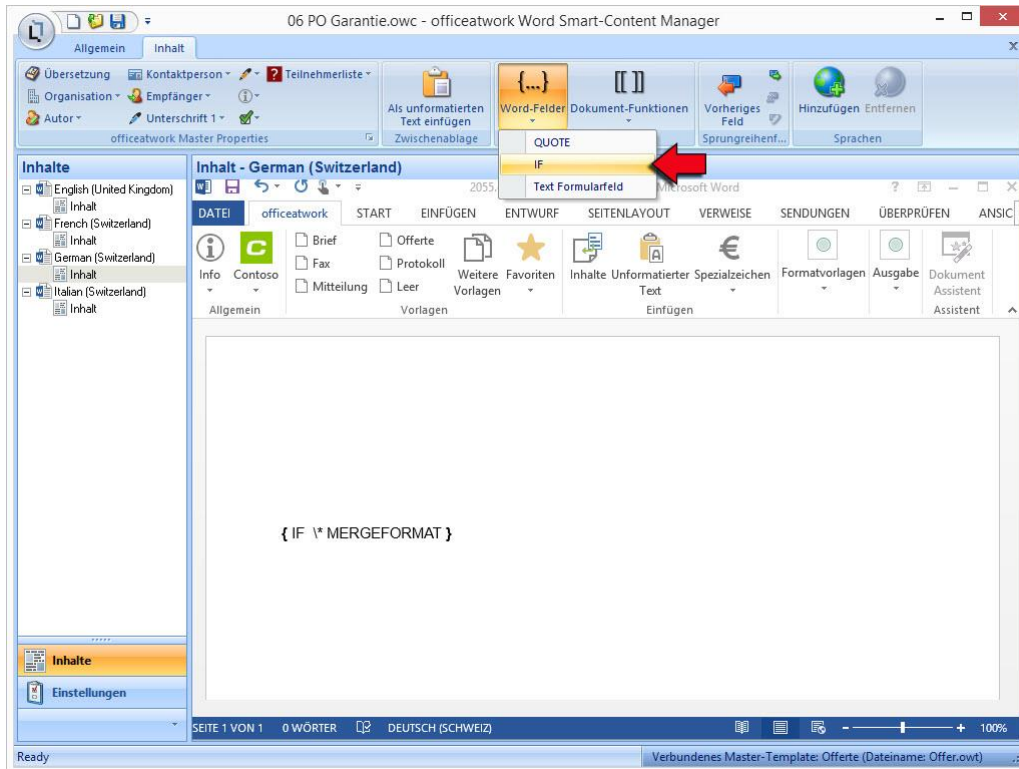 06 PO Garantie.owc - officeatwork Word Smart-Content Manager
Allgemein Inhalt
Übersetzung Kontaktperson Teilnehmerliste
Organisation Empfänger
Autor Unterschrift 1
officeatwork Master Properties
Als unformatierten Text einfügen
Zwischenablage
{...} [[ ]]
Word-Felder Dokument-Funktionen
Vorheriges Feld
Sprungreihenf...
Hinzufügen Entfernen
Sprachen
QUOTE
IF
Text Formularfeld
Inhalte
English (United Kingdom)
Inhalt
French (Switzerland)
Inhalt
German (Switzerland)
Inhalt
Italian (Switzerland)
Inhalt
Inhalt - German (Switzerland)
2055. Microsoft Word
DATEI officeatwork START EINFÜGEN ENTWURF SEITENLAYOUT VERWEISE SENDUNGEN ÜBERPRÜFEN ANSIC
Info Contoso
Allgemein
Brief Offerte
Fax Protokoll
Mitteilung Leer
Weitere Vorlagen
Favoriten
Vorlagen
Inhalte Unformatierter Text Spezialzeichen
Einfügen
Formatvorlagen Ausgabe
Dokument Assistent
Assistent
{ IF \* MERGEFORMAT }
Inhalte
Einstellungen
SEITE 1 VON 1 0 WÖRTER DEUTSCH (SCHWEIZ) 100%
Ready
Verbundenes Master-Template: Offerte (Dateiname: Offer.owt)